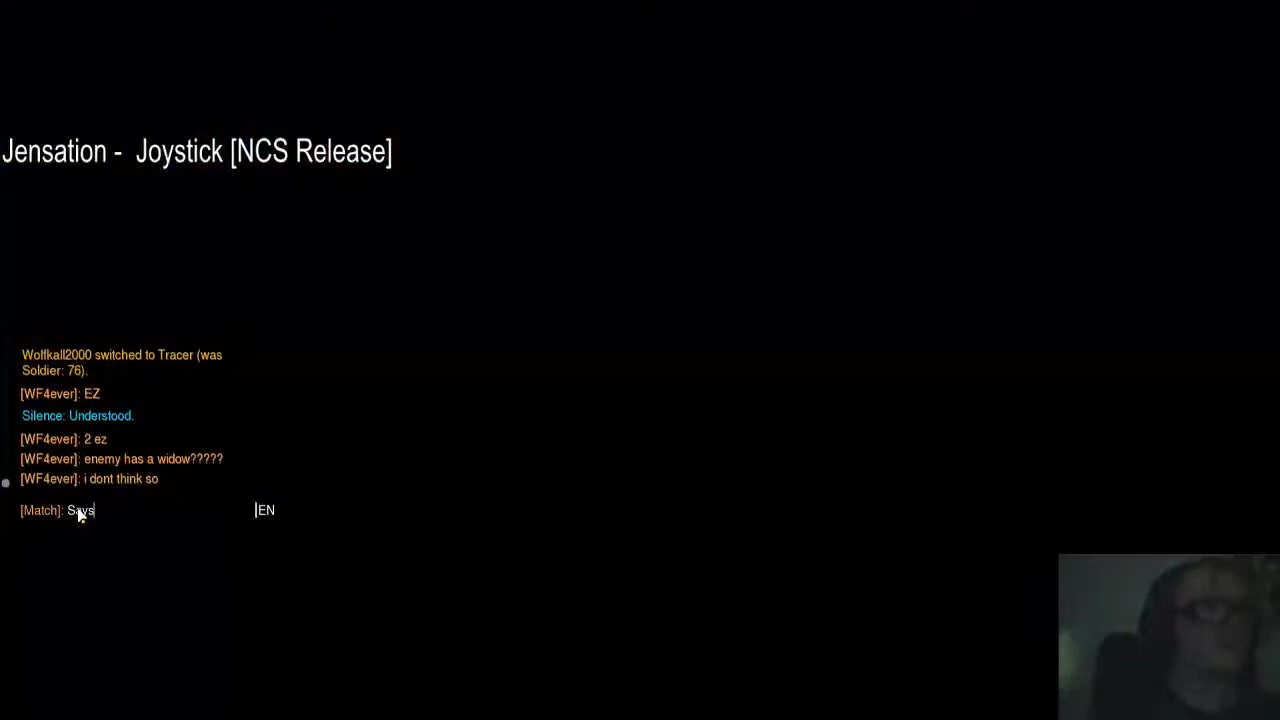 Jensation -  Joystick [NCS Release]
Wolfkall2000 switched to Tracer (was
Soldier: 76).
[WF4ever]: EZ
Silence: Understood.
[WF4ever]: 2 ez
[WF4ever]: enemy has a widow?????
[WF4ever]: i dont think so
[Match]: Says
EN